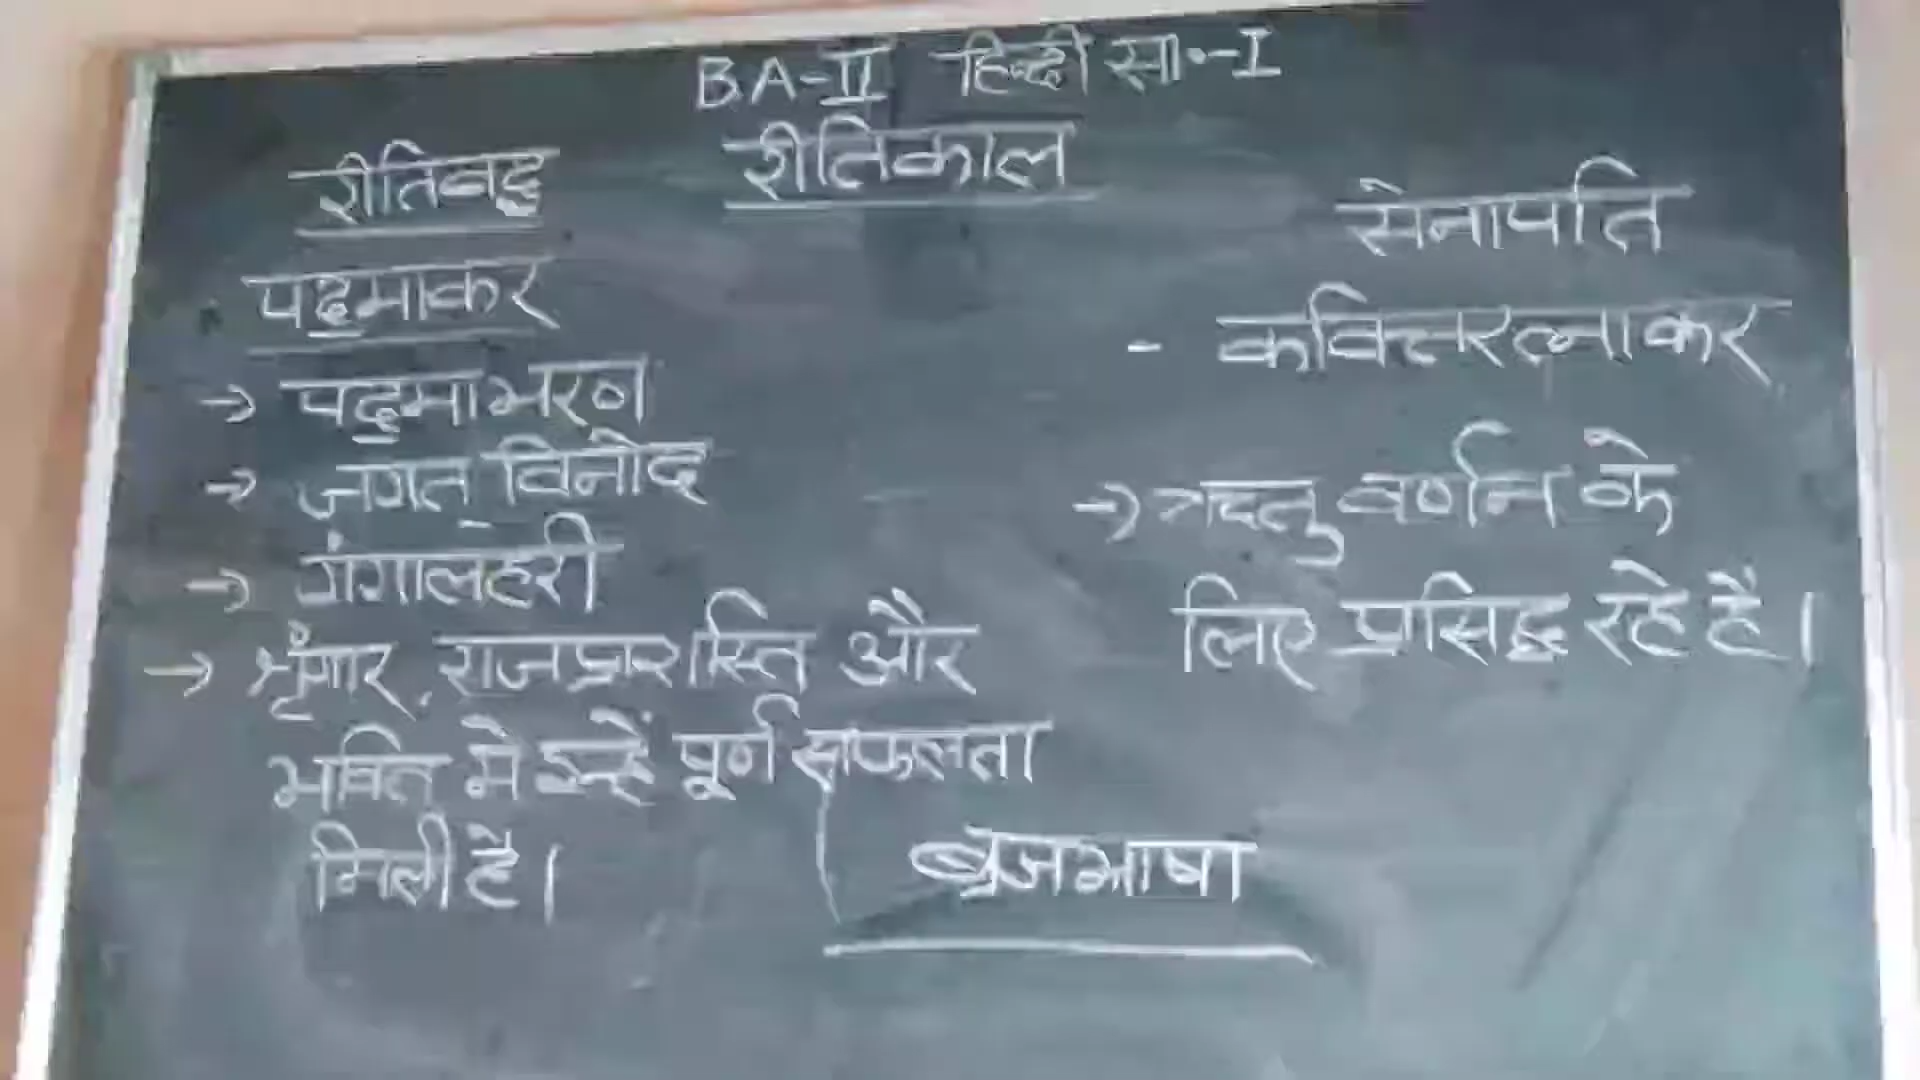 BA-II हिन्दी सा०-I
रीतिकाल
रीतिबद्ध
पद्माकर
→ पद्माभरण
→ जगत् विनोद
→ गंगालहरी
→ श्रृंगार, राजप्रशस्ति और
भक्ति में इन्हें पूर्ण सफलता
मिली है।
सेनापति
- कवित्तरत्नाकर
→ ऋतु वर्णन के
लिए प्रसिद्ध रहे हैं।
ब्रजभाषा